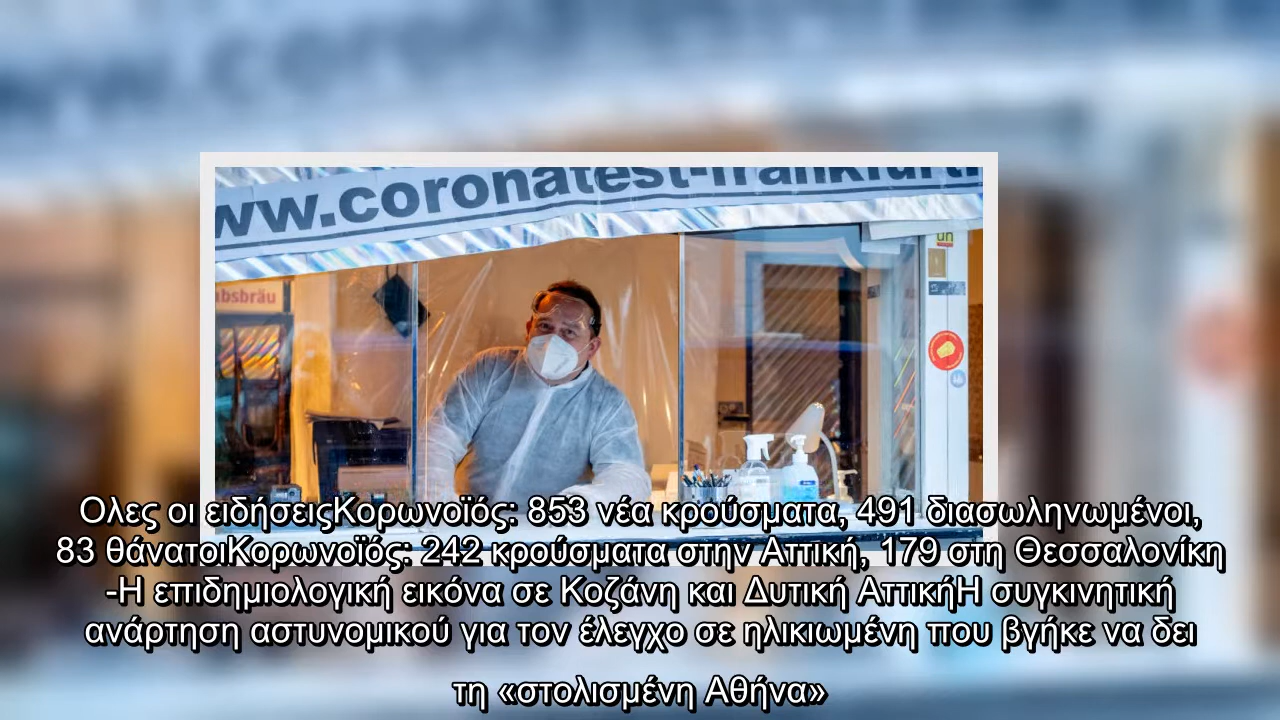 ww.coronatest-frankfurt
absbräu
Ολες οι ειδήσειςΚορωνοϊός: 853 νέα κρούσματα, 491 διασωληνωμένοι,
83 θάνατοιΚορωνοϊός: 242 κρούσματα στην Αττική, 179 στη Θεσσαλονίκη
-Η επιδημιολογική εικόνα σε Κοζάνη και Δυτική ΑττικήΗ συγκινητική
ανάρτηση αστυνομικού για τον έλεγχο σε ηλικιωμένη που βγήκε να δει
τη «στολισμένη Αθήνα»